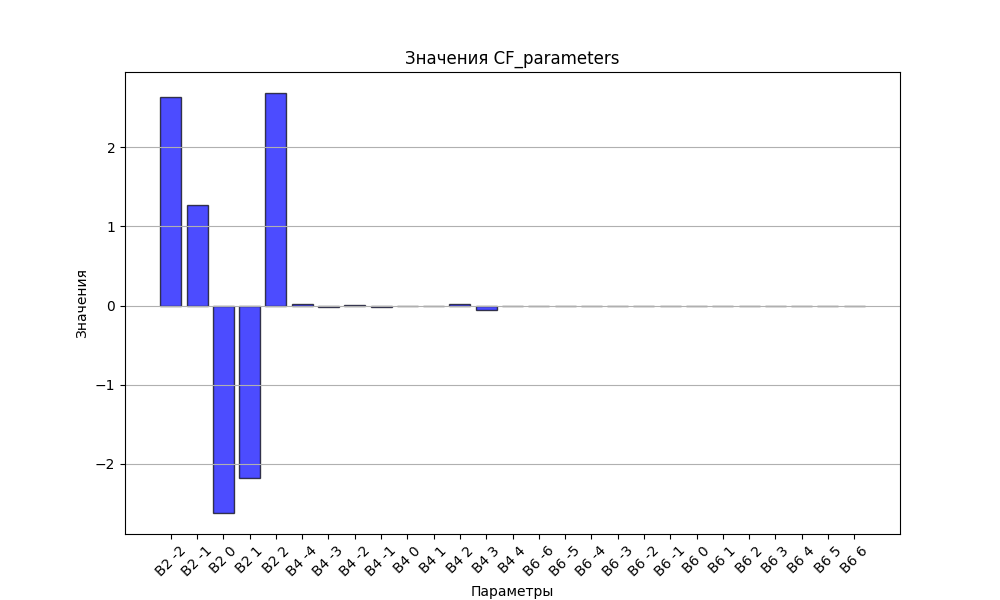 Значения CF_parameters
Значения
2
1
0
−1
−2
B2 -2
B2 -1
B2 0
B2 1
B2 2
B4 -4
B4 -3
B4 -2
B4 -1
B4 0
B4 1
B4 2
B4 3
B4 4
B6 -6
B6 -5
B6 -4
B6 -3
B6 -2
B6 -1
B6 0
B6 1
B6 2
B6 3
B6 4
B6 5
B6 6
Параметры